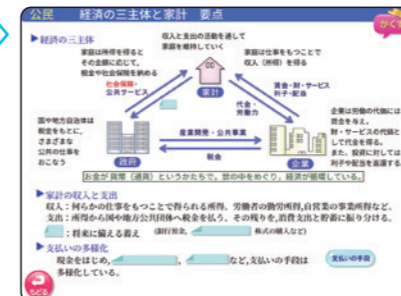 公民 経済の三主体と家計 要点
かくす
▶経済の三主体
収入と支出の活動を通して
家庭を維持していく
家庭は所得を得ると
その金額に応じて、
税金や社会保障を納める
家庭は仕事をもつことで
収入（所得）を得る
社会保障・
公共サービス
家計
賃金・財・サービス
利子・配当
代金・
労働力
国や地方自治体は
税金をもとに、
さまざまな
公共の仕事を
おこなう
産業開発・公共事業
税金
政府
企業
企業は労働の価値には
賃金を与え、
財・サービスの代価と
して代金を得る。
また、投資に対しては
利子や配当を返還する
お金が貨幣（通貨）というかたちで、世の中をめぐり、経済が循環している。
▶家計の収入と支出
収入：何らかの仕事をもつことで得られる所得。労働者の勤労所得、自営業の事業所得など。
支出：所得から国や地方公共団体へ税金を払う。その残りを、消費支出と貯蓄に振り分ける。
：将来に備える蓄え（銀行預金、 株式の購入など）
▶支払いの多様化
現金をはじめ、 、 など、支払いの手段は
多様化している。
支払いの手段
もどる